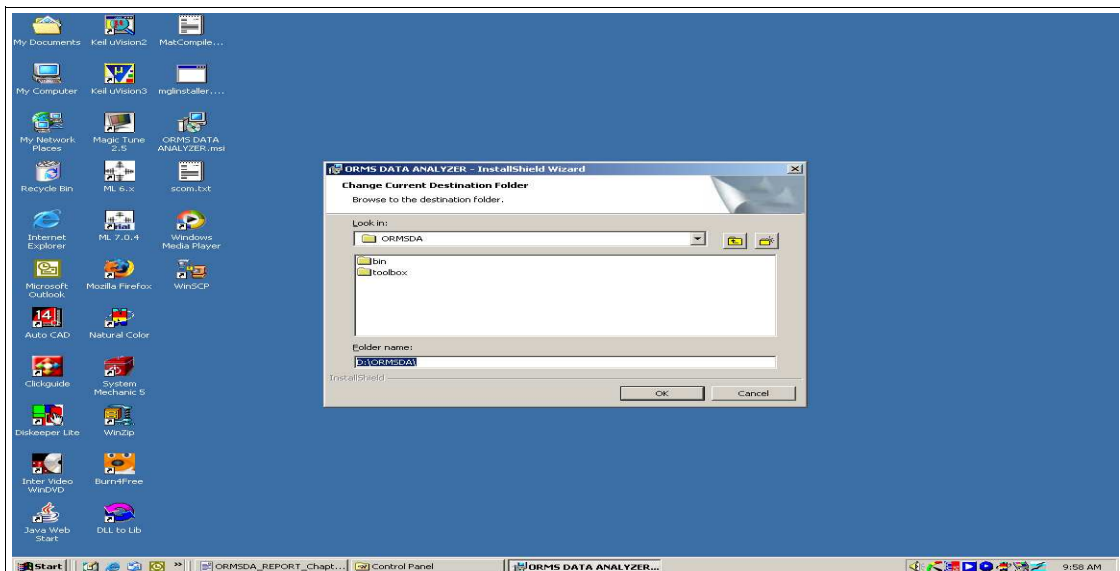 My Documents
Keil uVision2
MatCompile...
My Computer
Keil uVision3
mglinstaller....
My Network
Places
Magic Tune
2.5
ORMS DATA
ANALYZER.msi
Recycle Bin
ML 6.x
scom.txt
Internet
Explorer
ML 7.0.4
Windows
Media Player
Microsoft
Outlook
Mozilla Firefox
WinSCP
14
Auto CAD
Natural Color
Clickguide
System
Mechanic 5
Diskeeper Lite
WinZip
Inter Video
WinDVD
Burn4Free
Java Web
Start
DLL to Lib
ORMS DATA ANALYZER - InstallShield Wizard
Change Current Destination Folder
Browse to the destination folder.
Look in:
ORMSDA
bin
toolbox
Folder name:
D:\ORMSDA\
InstallShield
OK
Cancel
Start
»
ORMSDA_REPORT_Chapt...
Control Panel
ORMS DATA ANALYZER...
9:58 AM